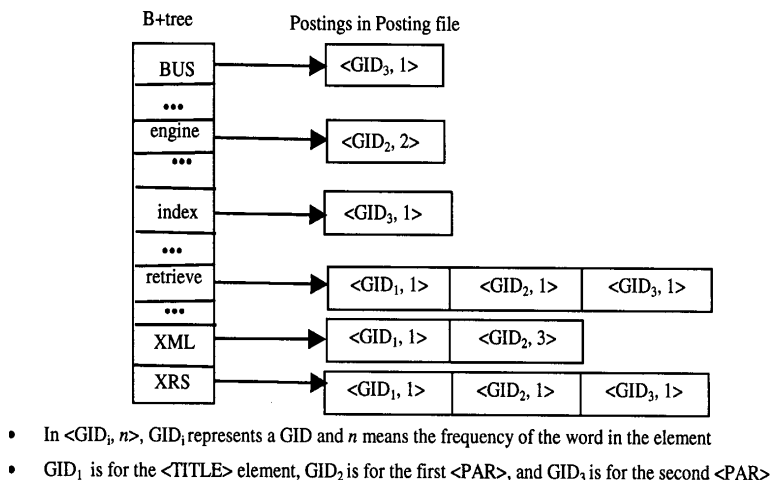 B+tree
Postings in Posting file
BUS <GID₃, 1>
•••
engine <GID₂, 2>
•••
index <GID₃, 1>
•••
retrieve <GID₁, 1> <GID₂, 1> <GID₃, 1>
•••
XML <GID₁, 1> <GID₂, 3>
XRS <GID₁, 1> <GID₂, 1> <GID₃, 1>
• In <GIDᵢ, n>, GIDᵢ represents a GID and n means the frequency of the word in the element
• GID₁ is for the <TITLE> element, GID₂ is for the first <PAR>, and GID₃ is for the second <PAR>